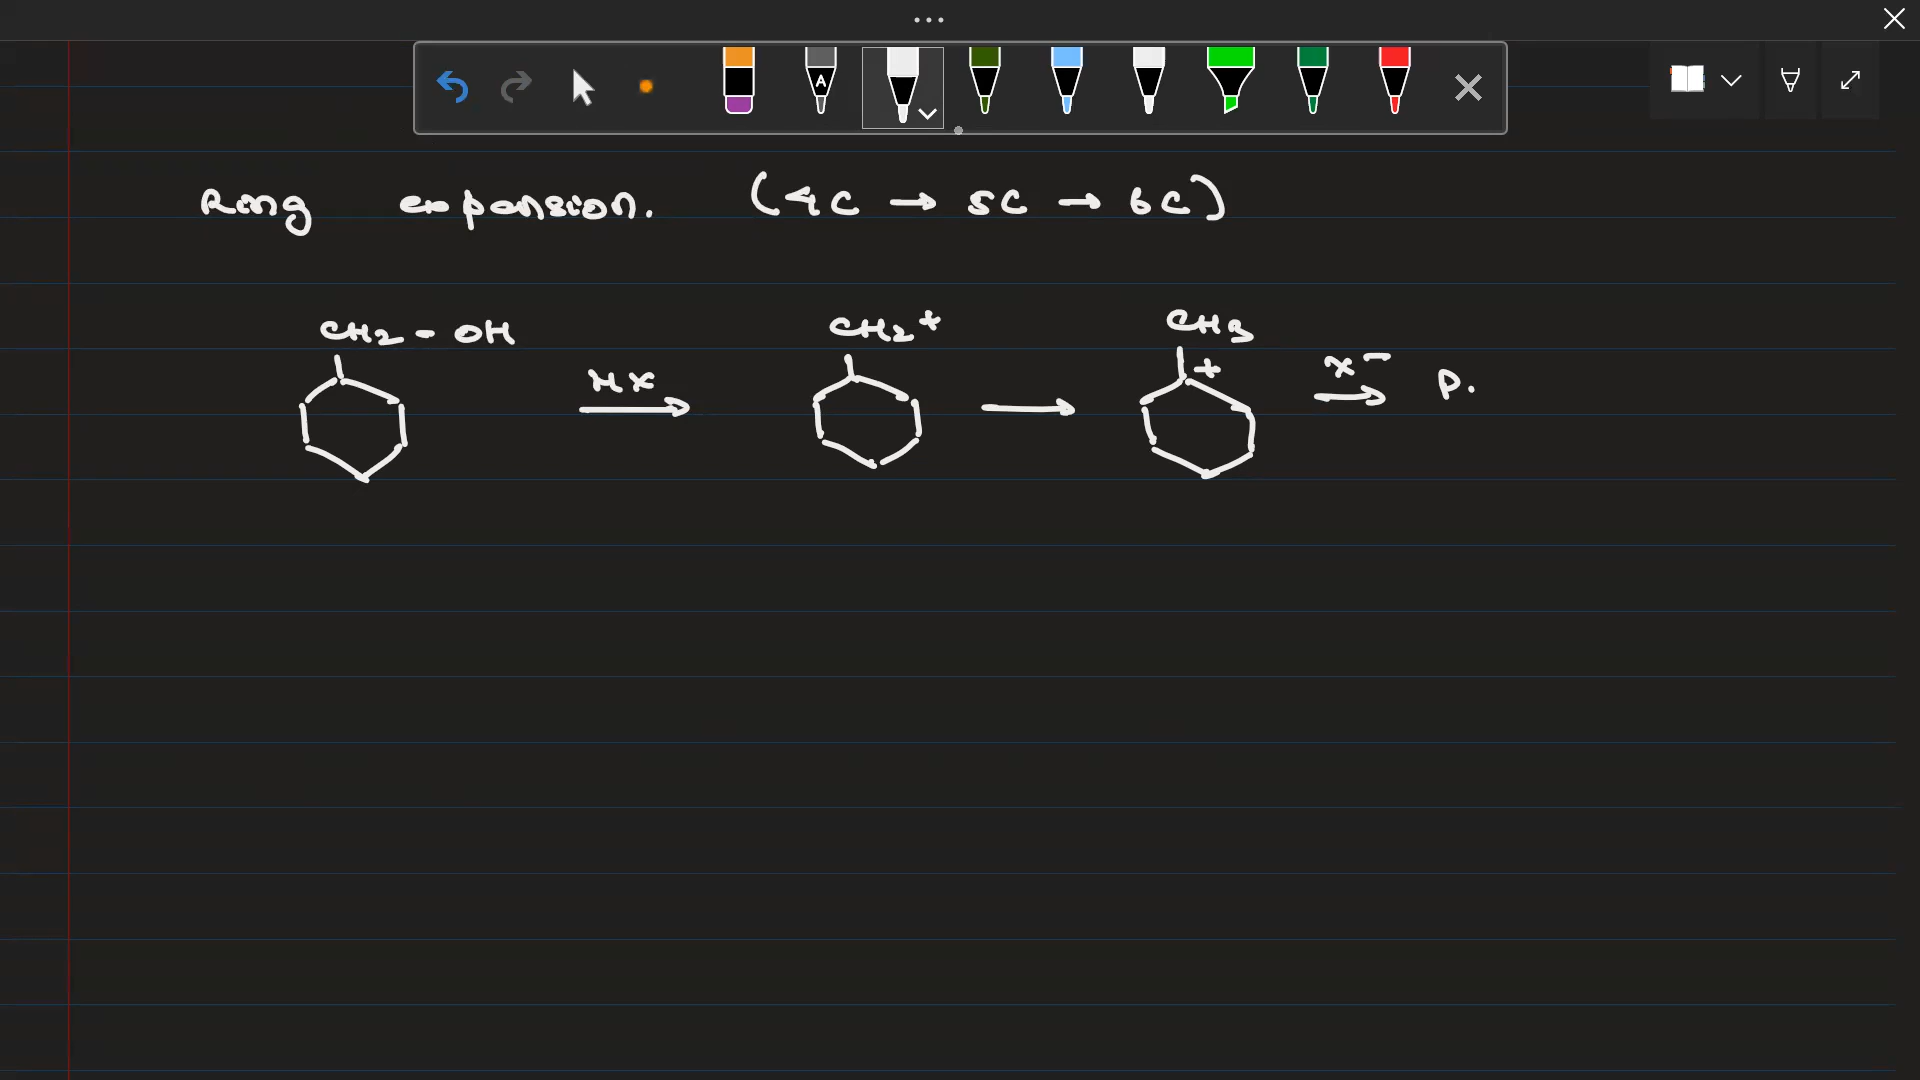 Ring expansion. (4C → 5C → 6C)
CH2 - OH CH2+ CH3
HX + X- P.
A